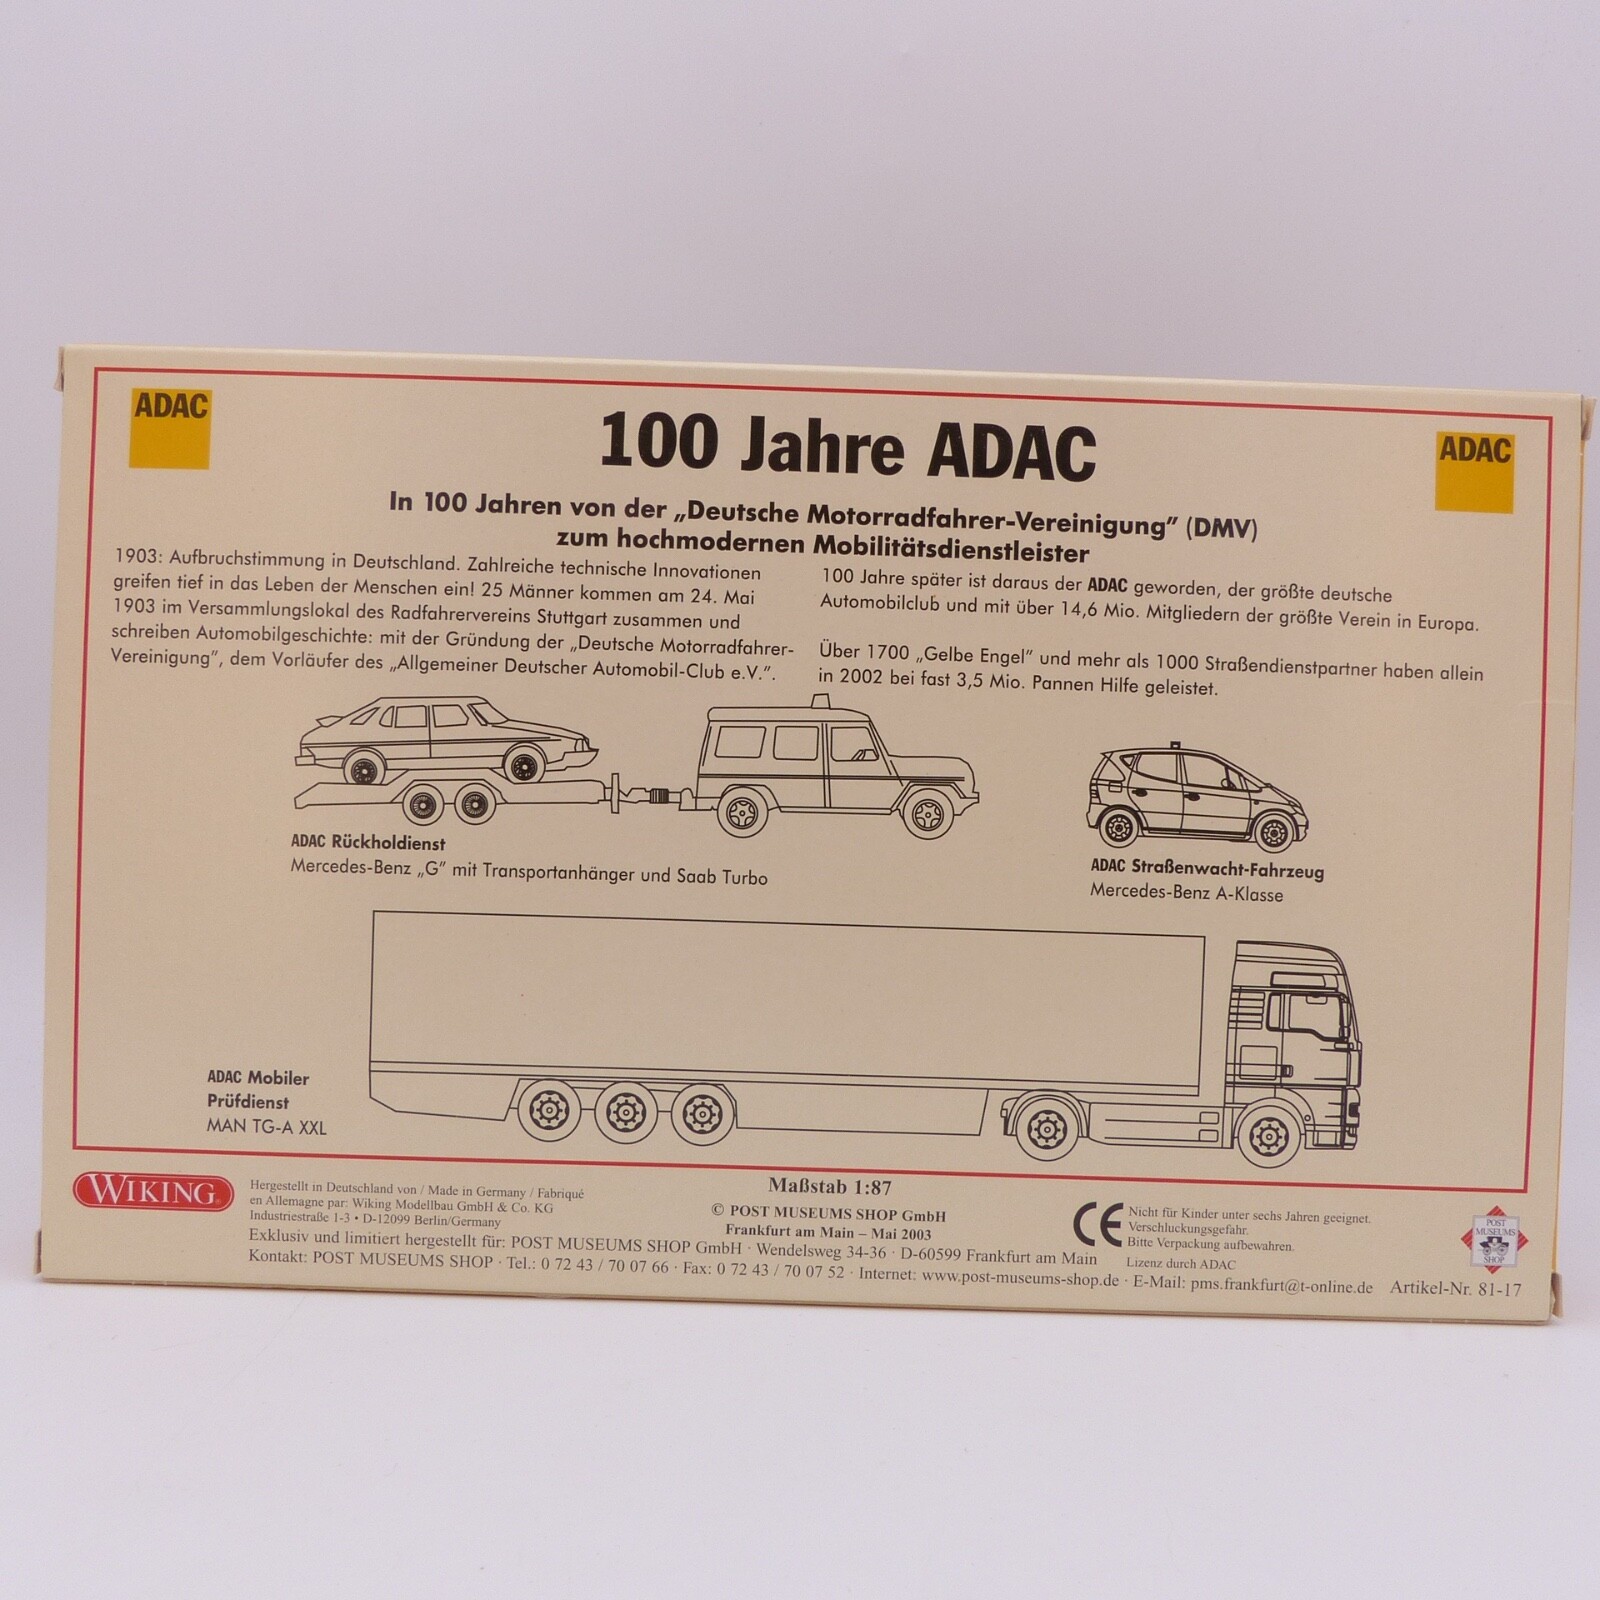 ADAC
100 Jahre ADAC
ADAC
In 100 Jahren von der „Deutsche Motorradfahrer-Vereinigung” (DMV)
zum hochmodernen Mobilitätsdienstleister
1903: Aufbruchstimmung in Deutschland. Zahlreiche technische Innovationen
greifen tief in das Leben der Menschen ein! 25 Männer kommen am 24. Mai
1903 im Versammlungslokal des Radfahrervereins Stuttgart zusammen und
schreiben Automobilgeschichte: mit der Gründung der „Deutsche Motorradfahrer-
Vereinigung”, dem Vorläufer des „Allgemeiner Deutscher Automobil-Club e.V.”.
100 Jahre später ist daraus der ADAC geworden, der größte deutsche
Automobilclub und mit über 14,6 Mio. Mitgliedern der größte Verein in Europa.
Über 1700 „Gelbe Engel” und mehr als 1000 Straßendienstpartner haben allein
in 2002 bei fast 3,5 Mio. Pannen Hilfe geleistet.
ADAC Rückholdienst
Mercedes-Benz „G” mit Transportanhänger und Saab Turbo
ADAC Straßenwacht-Fahrzeug
Mercedes-Benz A-Klasse
ADAC Mobiler
Prüfdienst
MAN TG-A XXL
WIKING
Hergestellt in Deutschland von / Made in Germany / Fabriqué
en Allemagne par: Wiking Modellbau GmbH & Co. KG
Industriestraße 1-3 • D-12099 Berlin/Germany
Maßstab 1:87
© POST MUSEUMS SHOP GmbH
Frankfurt am Main – Mai 2003
CE
Nicht für Kinder unter sechs Jahren geeignet.
Verschluckungsgefahr.
Bitte Verpackung aufbewahren.
Lizenz durch ADAC
POST
MUSEUMS
SHOP
Exklusiv und limitiert hergestellt für: POST MUSEUMS SHOP GmbH · Wendelsweg 34-36 · D-60599 Frankfurt am Main
Kontakt: POST MUSEUMS SHOP · Tel.: 0 72 43 / 70 07 66 · Fax: 0 72 43 / 70 07 52 · Internet: www.post-museums-shop.de · E-Mail: pms.frankfurt@t-online.de Artikel-Nr. 81-17